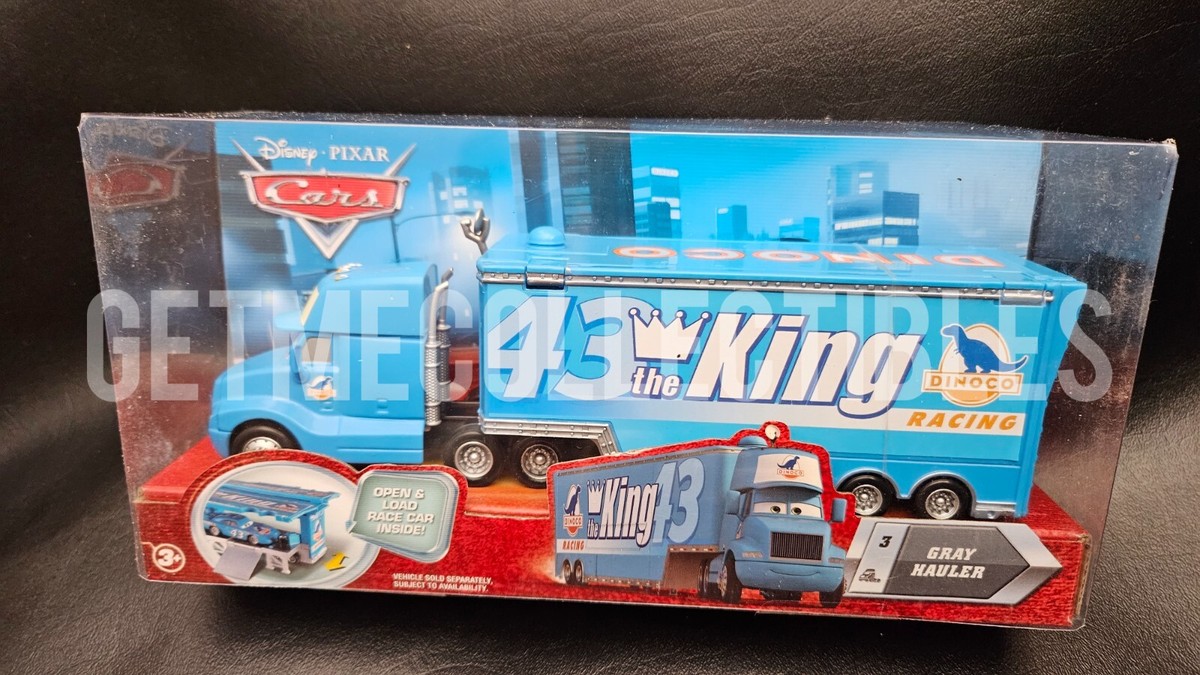 Disney · PIXAR
Cars
DINOCO
GETMECOLLECTIBLES
43 the King
DINOCO
RACING
OPEN &
LOAD
RACE CAR
INSIDE!
3+
VEHICLE SOLD SEPARATELY.
SUBJECT TO AVAILABILITY.
DINOCO
the King 43
DINOCO
RACING
3
GRAY
HAULER